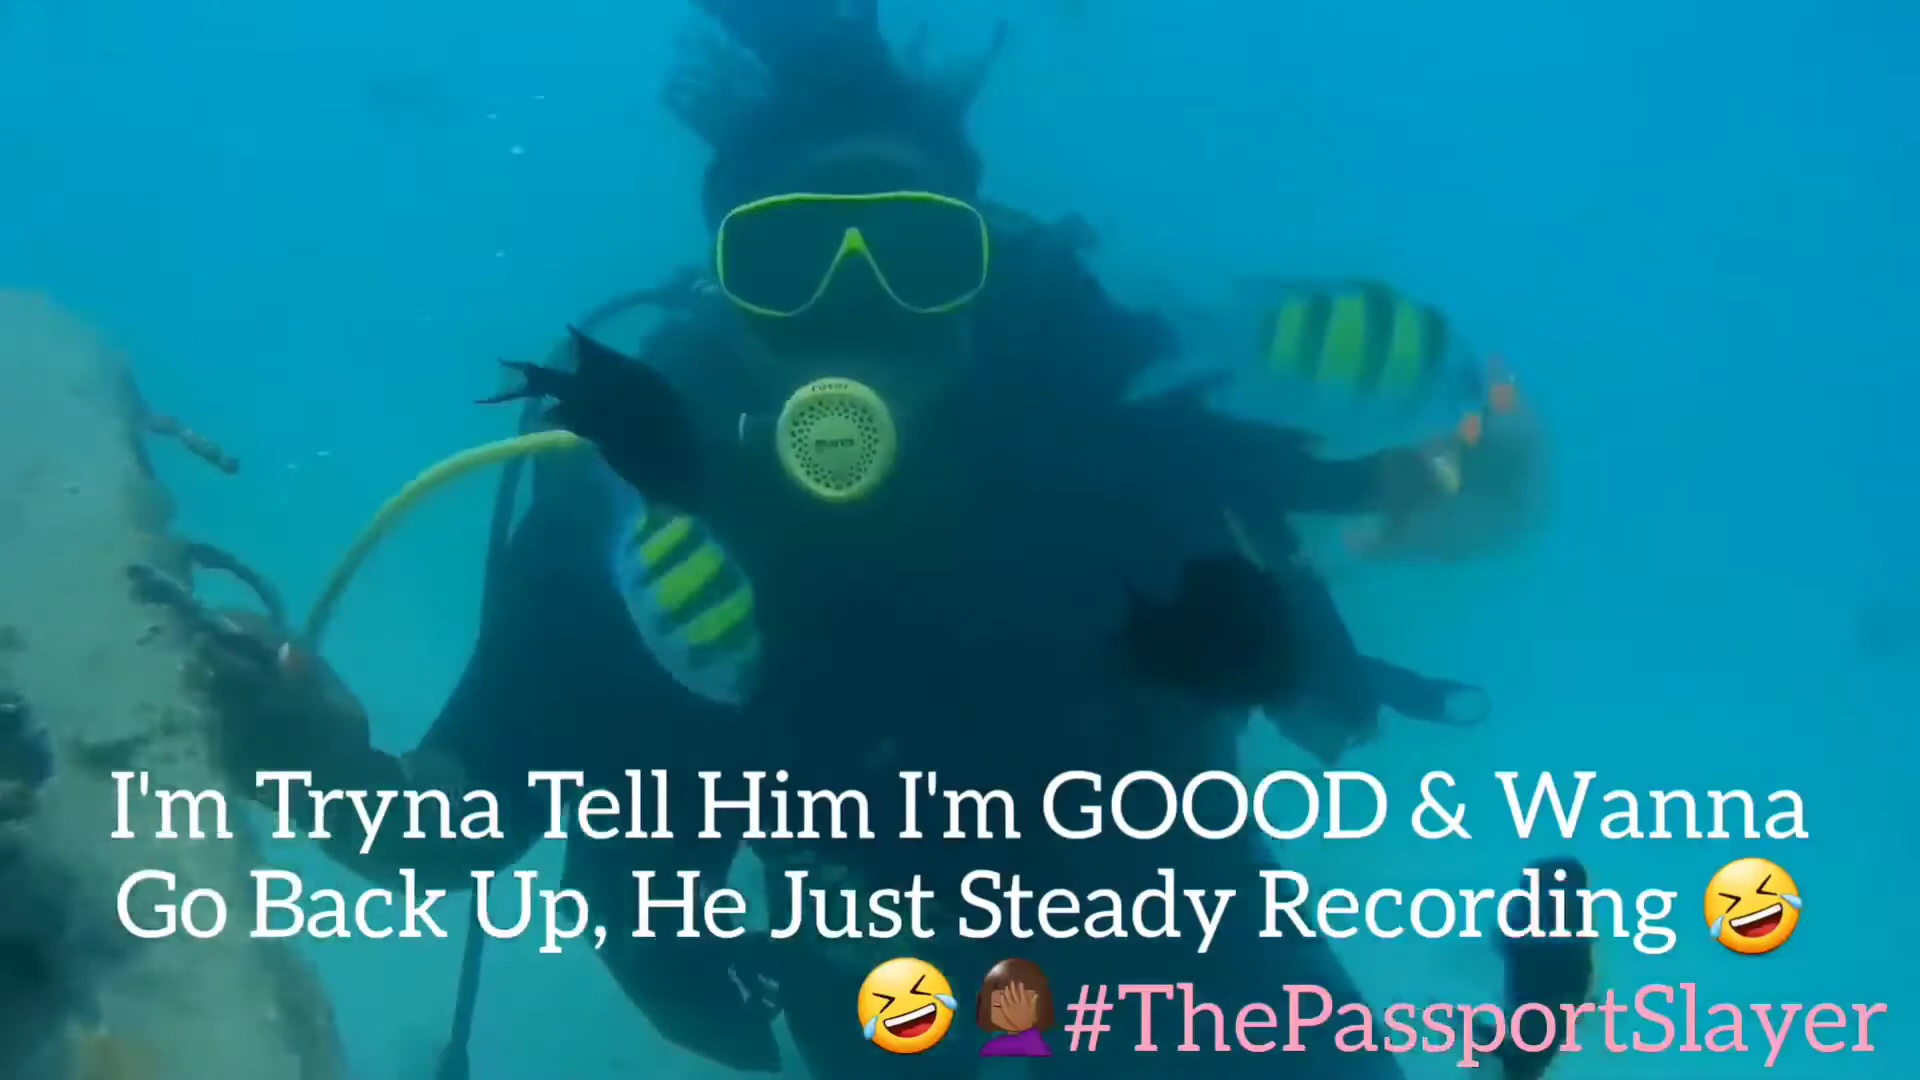 I'm Tryna Tell Him I'm GOOOD & Wanna
Go Back Up, He Just Steady Recording 🤣
🤣 🤦🏾‍♀️#ThePassportSlayer